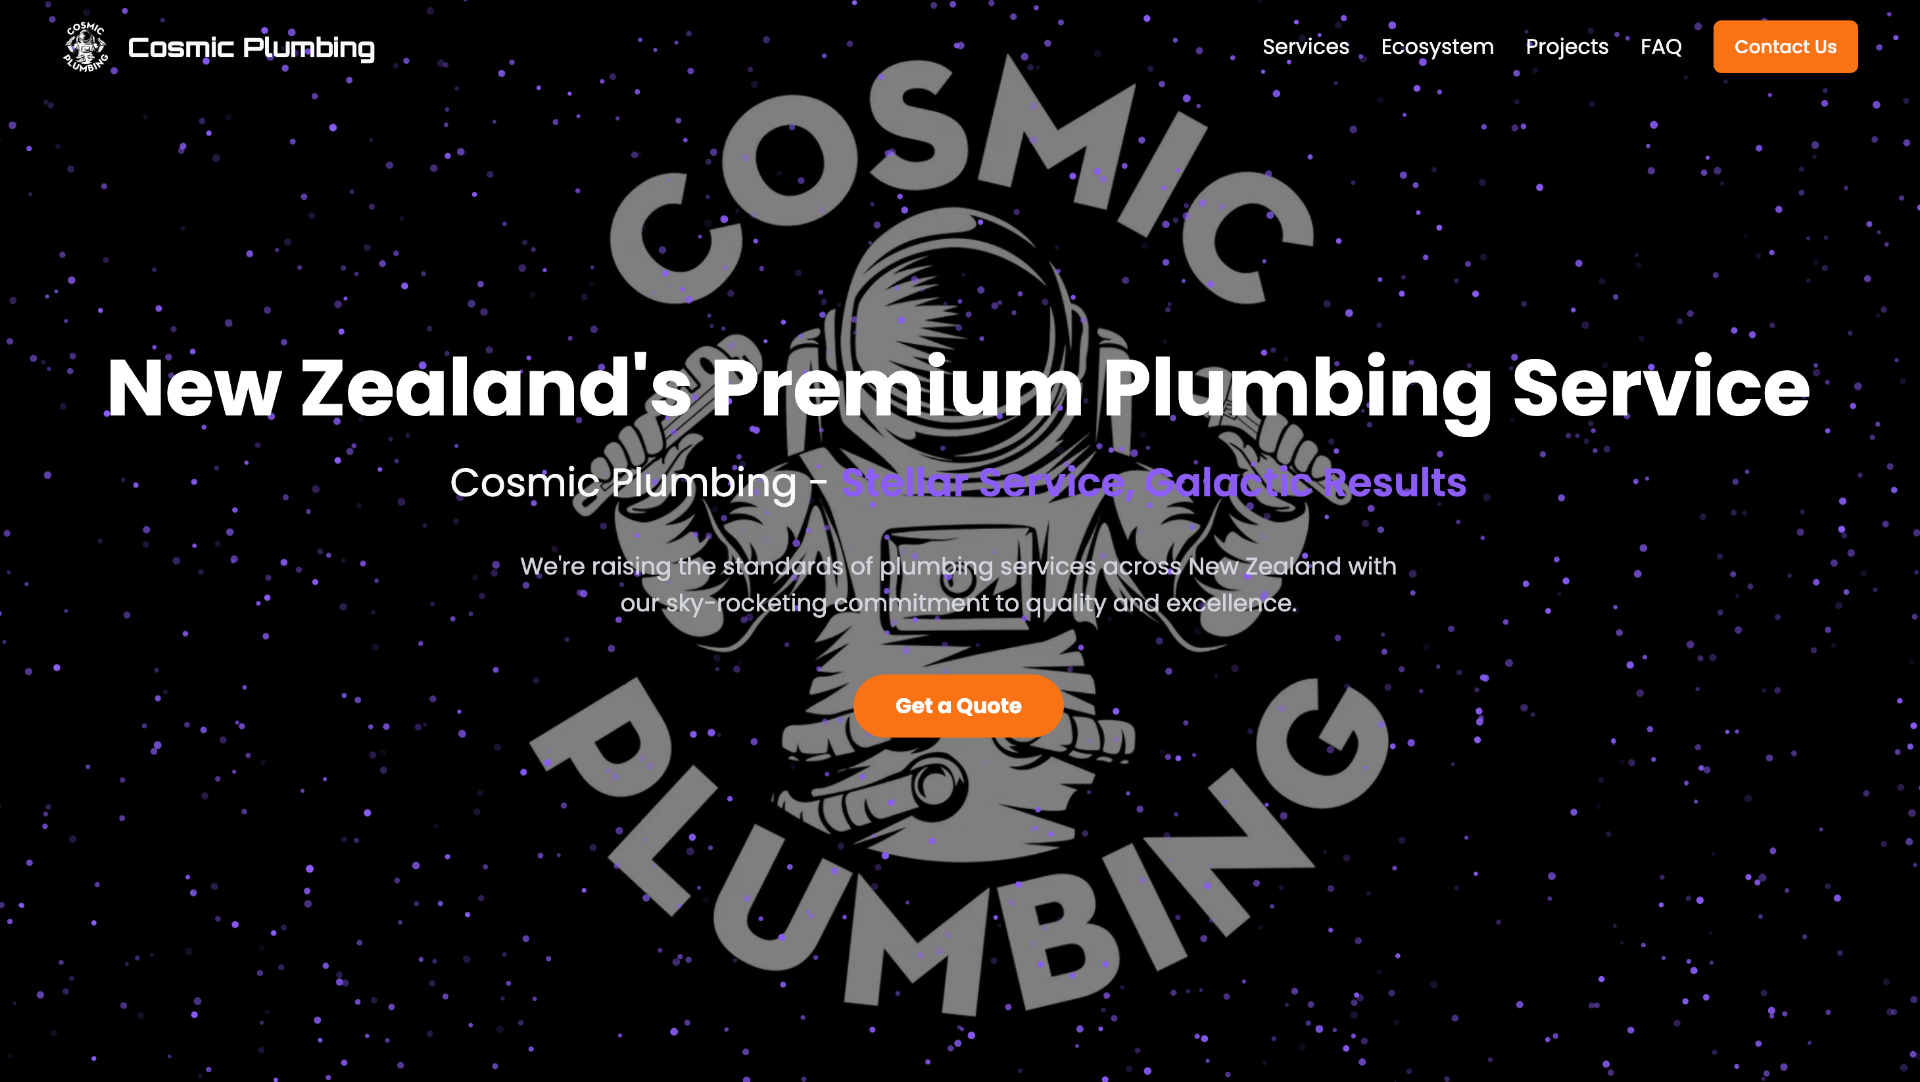 COSMIC
PLUMBING
Cosmic Plumbing
Services
Ecosystem
Projects
FAQ
Contact Us
COSMIC
New Zealand's Premium Plumbing Service
Cosmic Plumbing - Stellar Service, Galactic Results
We're raising the standards of plumbing services across New Zealand with
our sky-rocketing commitment to quality and excellence.
Get a Quote
PLUMBING